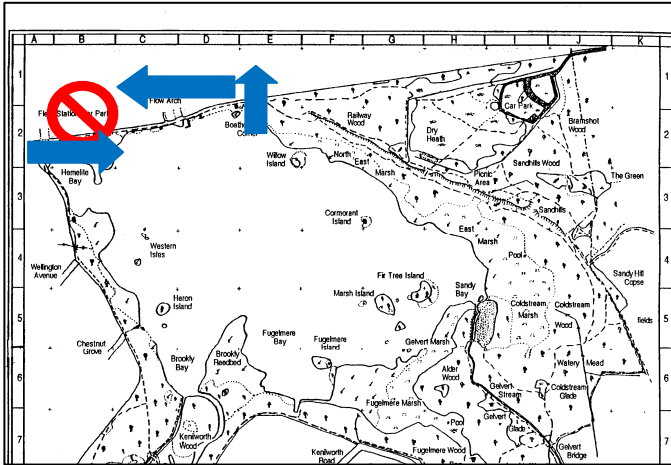 A B C D E F G H I J K
1
Car Park
Flow Arch
Railway
Wood
Bramshot
Wood
Dry
Heath
2
Boath
Corner
Willow
Island
North
East
Marsh
Sandhills Wood
Picnic
Area
The Green
Hemelite
Bay
3
Sandhills
Cormorant
Island
East
Marsh
Western
Isles
4
Pool
Wellington
Avenue
Fir Tree Island
Sandy
Bay
Sandy Hill
Copse
Heron
Island
Marsh Island
Coldstream
Marsh
Coldstream
Wood
5
fields
Fugelmere
Bay
Fugelmere
Island
Gelvert Marsh
Chestnut
Grove
Brookly
Bay
Brookly
Reedbed
Watery Mead
6
Alder
Wood
Gelvert
Stream
Coldstream
Glade
Fugelmere Marsh
Kenilworth
Wood
Pool
Gelvert
Glade
7
Kenilworth
Road
Fugelmere Wood
Gelvert
Bridge